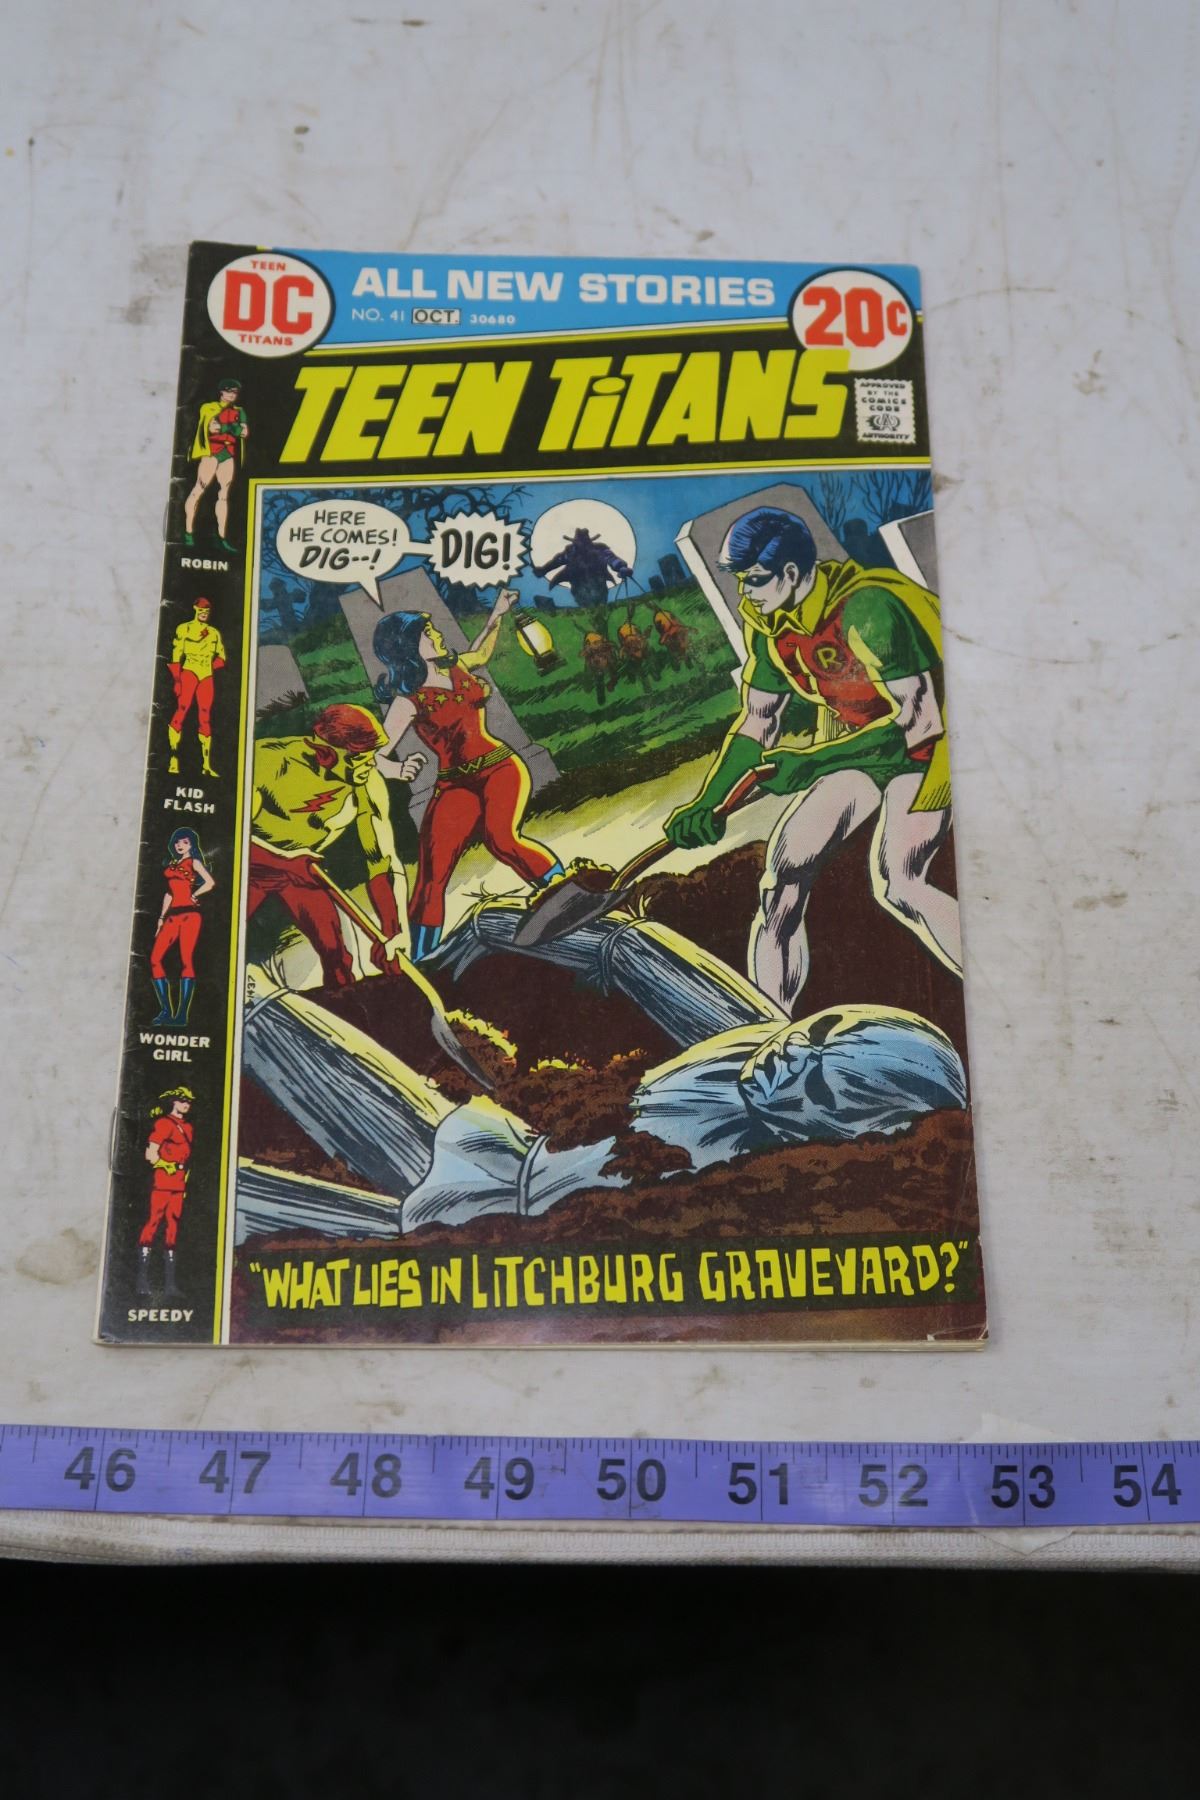 TEEN
DC
TITANS
ALL NEW STORIES
NO. 41 OCT. 30680
20¢
TEEN TiTANS
APPROVED
BY THE
COMICS
CODE
CA
AUTHORITY
HERE
HE COMES!
DIG--!
DIG!
ROBIN
R
KID
FLASH
WONDER
GIRL
SPEEDY
W
1437
"WHAT LIES IN LiTCHBURG GRAVEYARD?"
46 47 48 49 50 51 52 53 54